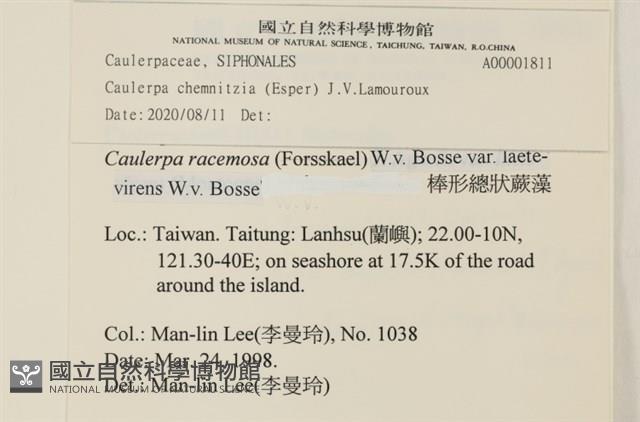 國立自然科學博物館
NATIONAL MUSEUM OF NATURAL SCIENCE, TAICHUNG, TAIWAN, R.O.CHINA
Caulerpaceae, SIPHONALES A00001811
Caulerpa chemnitzia (Esper) J.V.Lamouroux
Date:2020/08/11 Det:
Caulerpa racemosa (Forsskael) W.v. Bosse var. laete-
virens W.v. Bosse 棒形總狀蕨藻
Loc.: Taiwan. Taitung: Lanhsu(蘭嶼); 22.00-10N,
121.30-40E; on seashore at 17.5K of the road
around the island.
Col.: Man-lin Lee(李曼玲), No. 1038
Date: Mar. 24, 1998.
Det.: Man-lin Lee(李曼玲)
國立自然科學博物館
NATIONAL MUSEUM OF NATURAL SCIENCE